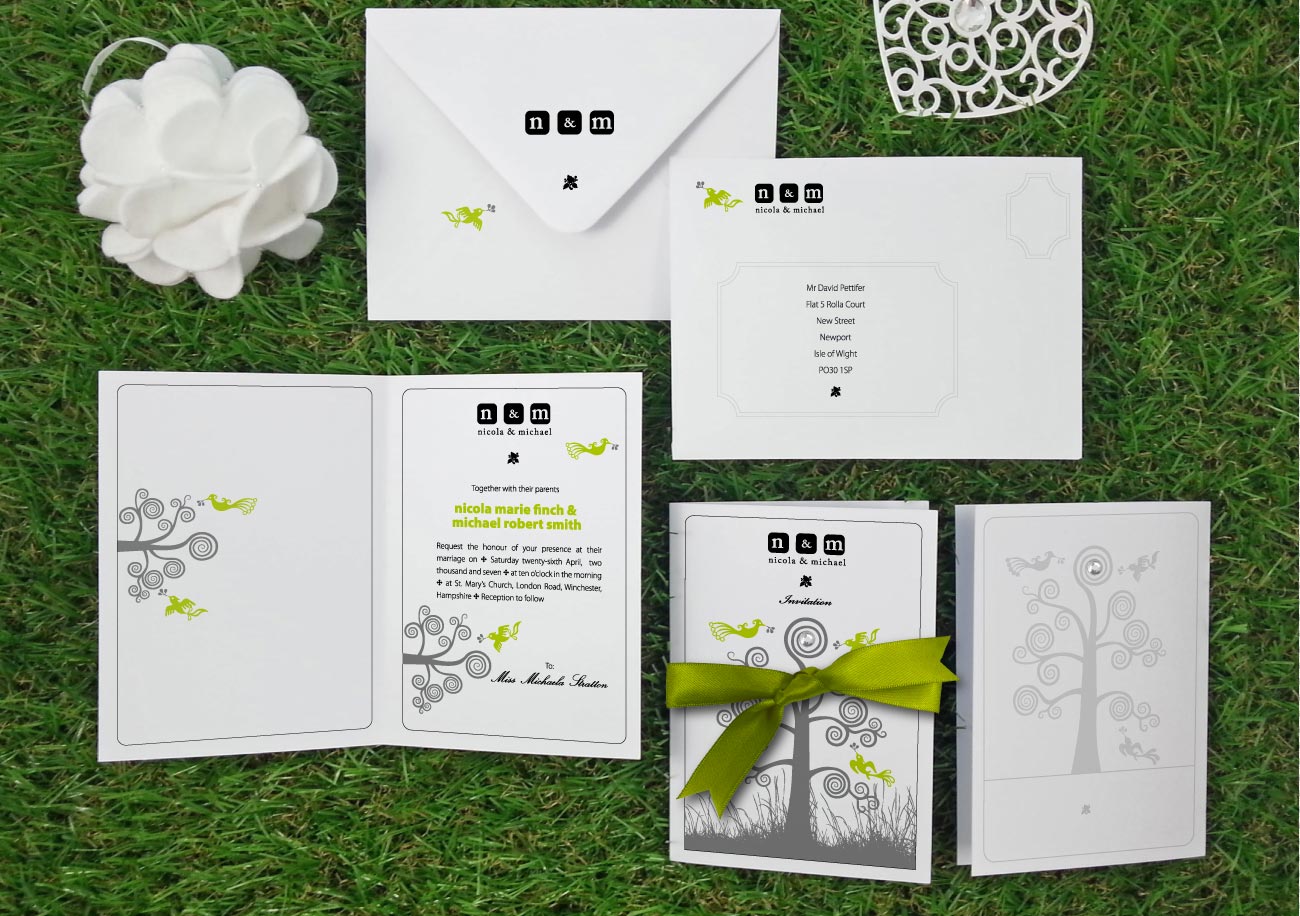 n & m
n & m
nicola & michael
Mr David Pettifer
Flat 5 Rolla Court
New Street
Newport
Isle of Wight
PO30 1SP
n & m
nicola & michael
Together with their parents
nicola marie finch &
michael robert smith
Request the honour of your presence at their
marriage on ✤ Saturday twenty-sixth April, two
thousand and seven ✤ at ten o'clock in the morning
✤ at St. Mary's Church, London Road, Winchester,
Hampshire ✤ Reception to follow
To:
Miss Michaela Stratton
n & m
nicola & michael
Invitation